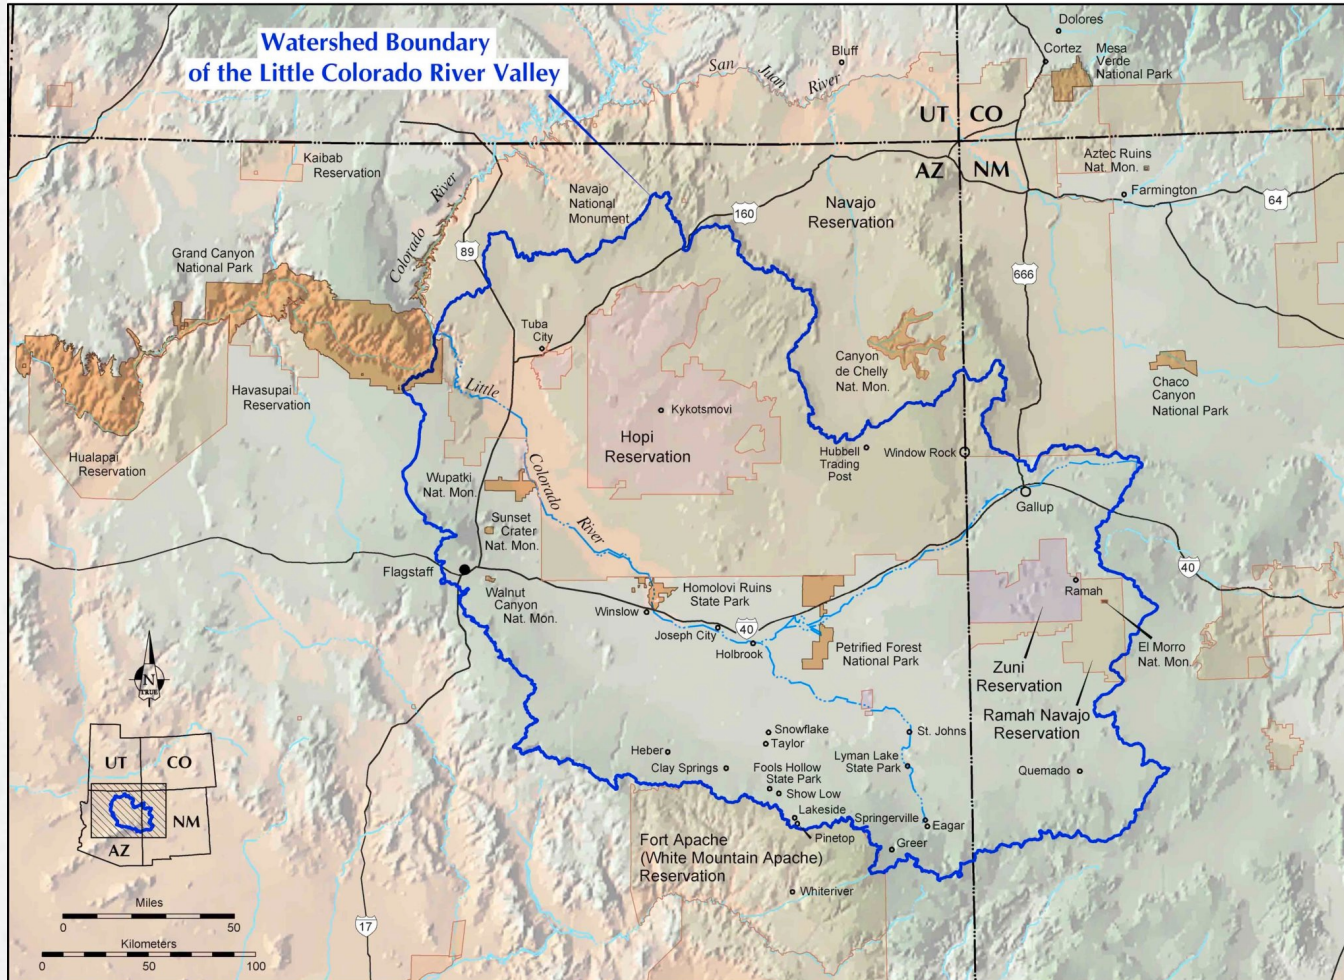 Watershed Boundary
of the Little Colorado River Valley
Dolores
Cortez
Mesa
Verde
National Park
Bluff
San Juan River
UT
CO
AZ
NM
Kaibab
Reservation
Aztec Ruins
Nat. Mon.
Farmington
64
Navajo
National
Monument
160
Navajo
Reservation
Colorado River
89
Grand Canyon
National Park
666
Tuba
City
Canyon
de Chelly
Nat. Mon.
Chaco
Canyon
National Park
Havasupai
Reservation
Little Colorado River
Kykotsmovi
Hopi
Reservation
Hualapai
Reservation
Hubbell
Trading
Post
Window Rock
Wupatki
Nat. Mon.
Gallup
Sunset
Crater
Nat. Mon.
Flagstaff
Walnut
Canyon
Nat. Mon.
Homolovi Ruins
State Park
Winslow
Joseph City
40
Holbrook
Petrified Forest
National Park
Ramah
40
El Morro
Nat. Mon.
Zuni
Reservation
Ramah Navajo
Reservation
N
TRUE
Snowflake
Taylor
St. Johns
Heber
Clay Springs
Fools Hollow
State Park
Show Low
Lyman Lake
State Park
Quemado
Lakeside
Pinetop
Springerville
Eagar
Greer
Fort Apache
(White Mountain Apache)
Reservation
Whiteriver
17
UT
CO
AZ
NM
Miles
0 50
Kilometers
0 50 100